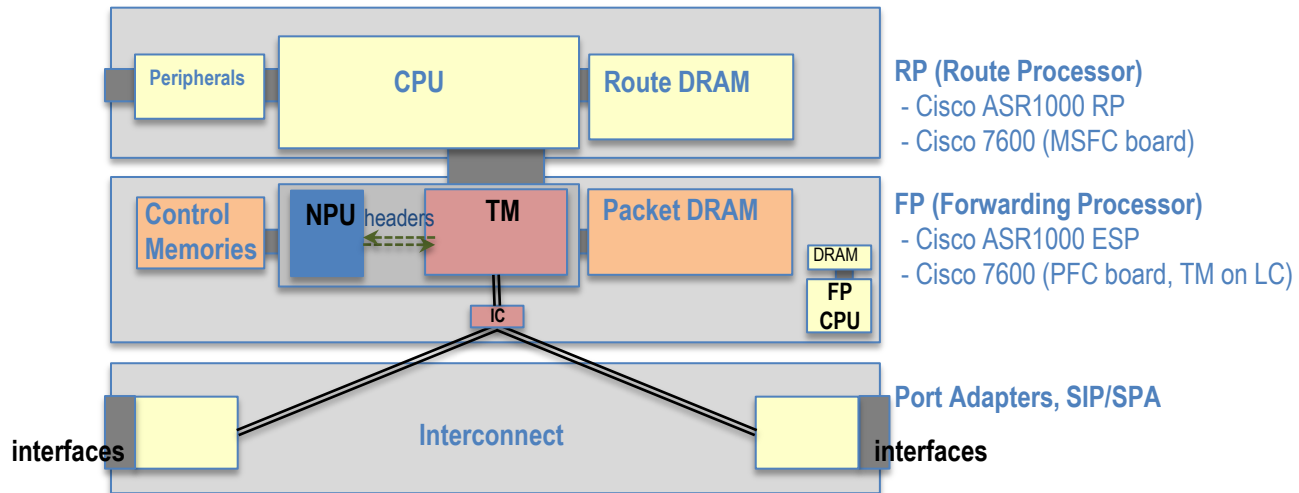 Peripherals
CPU
Route DRAM
RP (Route Processor)
- Cisco ASR1000 RP
- Cisco 7600 (MSFC board)
Control
Memories
NPU
headers
TM
Packet DRAM
FP (Forwarding Processor)
- Cisco ASR1000 ESP
- Cisco 7600 (PFC board, TM on LC)
DRAM
FP
CPU
IC
Port Adapters, SIP/SPA
interfaces
Interconnect
interfaces